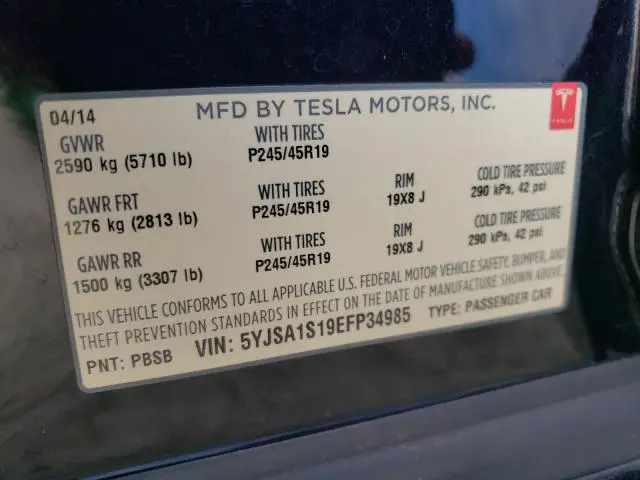 04/14
MFD BY TESLA MOTORS, INC.
TESLA
GVWR
2590 kg (5710 lb)
WITH TIRES
P245/45R19
GAWR FRT
1276 kg (2813 lb)
WITH TIRES
P245/45R19
RIM
19X8 J
COLD TIRE PRESSURE
290 kPa, 42 psi
GAWR RR
1500 kg (3307 lb)
WITH TIRES
P245/45R19
RIM
19X8 J
COLD TIRE PRESSURE
290 kPa, 42 psi
THIS VEHICLE CONFORMS TO ALL APPLICABLE U.S. FEDERAL MOTOR VEHICLE SAFETY, BUMPER, AND
THEFT PREVENTION STANDARDS IN EFFECT ON THE DATE OF MANUFACTURE SHOWN ABOVE.
PNT: PBSB VIN: 5YJSA1S19EFP34985 TYPE: PASSENGER CAR